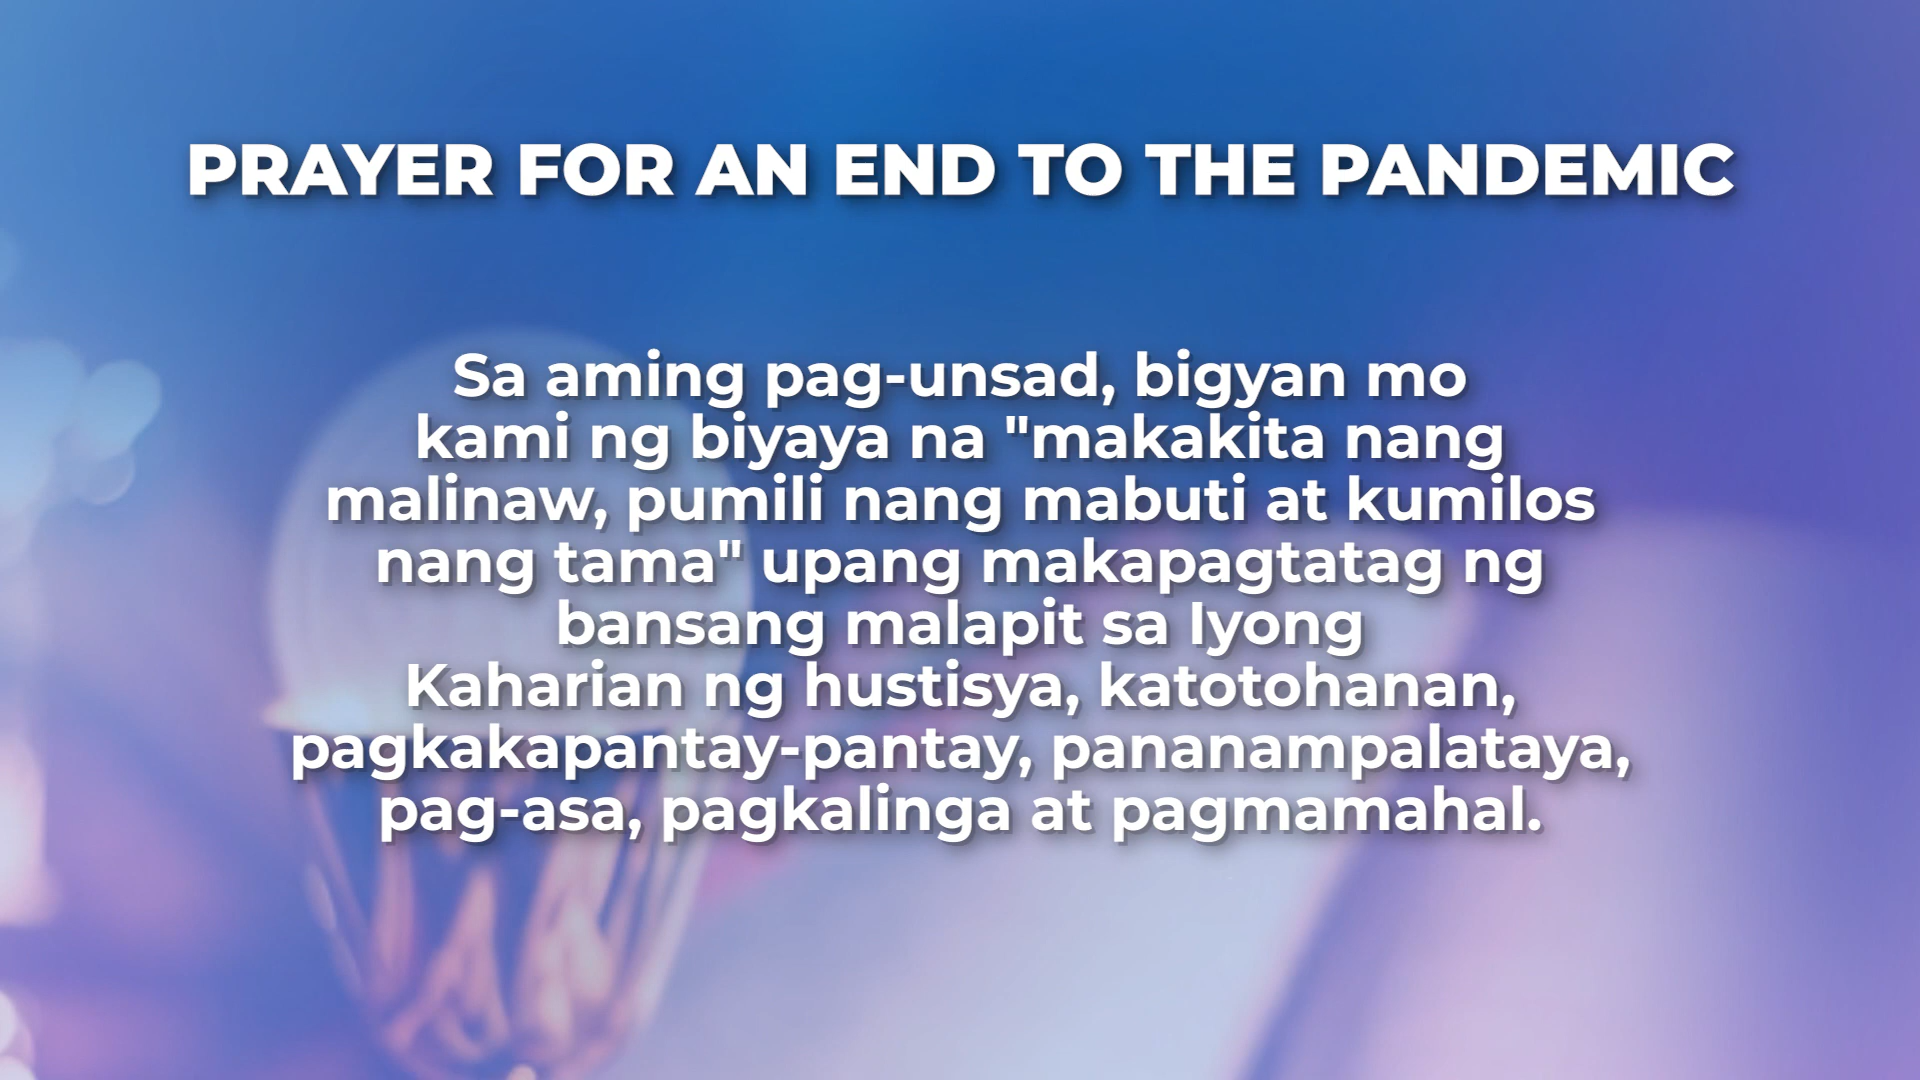 PRAYER FOR AN END TO THE PANDEMIC
Sa aming pag-unsad, bigyan mo
kami ng biyaya na "makakita nang
malinaw, pumili nang mabuti at kumilos
nang tama" upang makapagtatag ng
bansang malapit sa Iyong
Kaharian ng hustisya, katotohanan,
pagkakapantay-pantay, pananampalataya,
pag-asa, pagkalinga at pagmamahal.